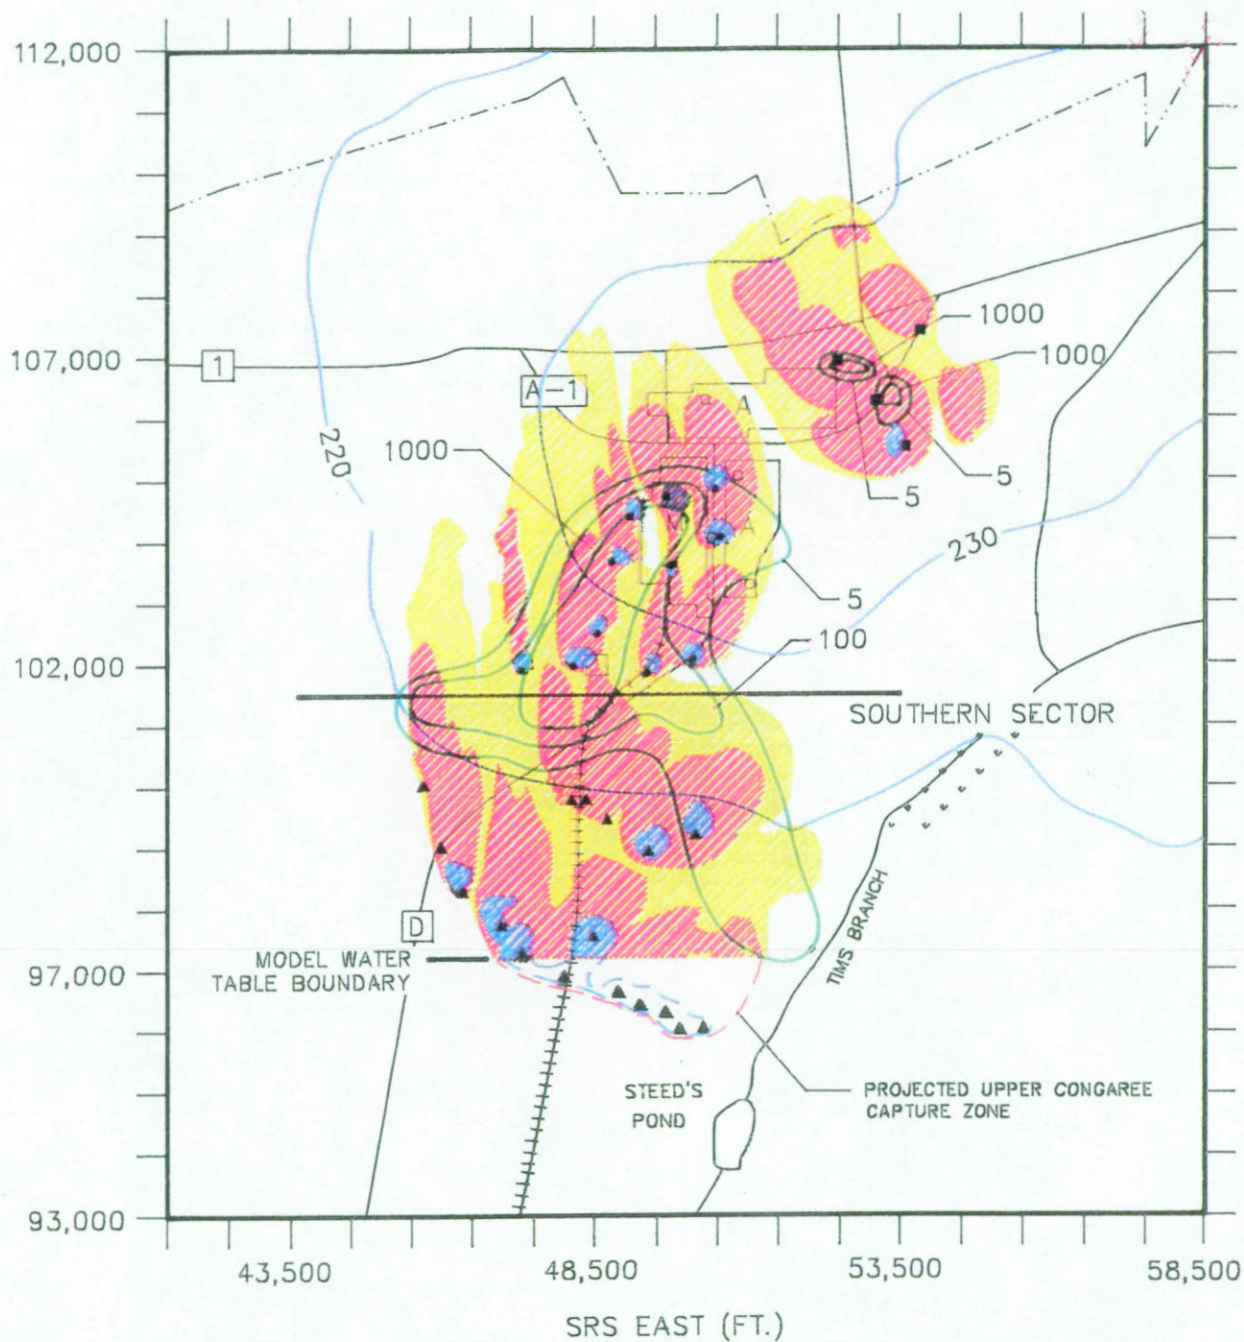 112,000
1000
107,000
1000
1
A-1
A
220
1000
5
5
M
A
230
5
100
102,000
SOUTHERN SECTOR
D
TIMS BRANCH
MODEL WATER
TABLE BOUNDARY
97,000
STEED'S
POND
PROJECTED UPPER CONGAREE
CAPTURE ZONE
93,000
43,500
48,500
53,500
58,500
SRS EAST (FT.)